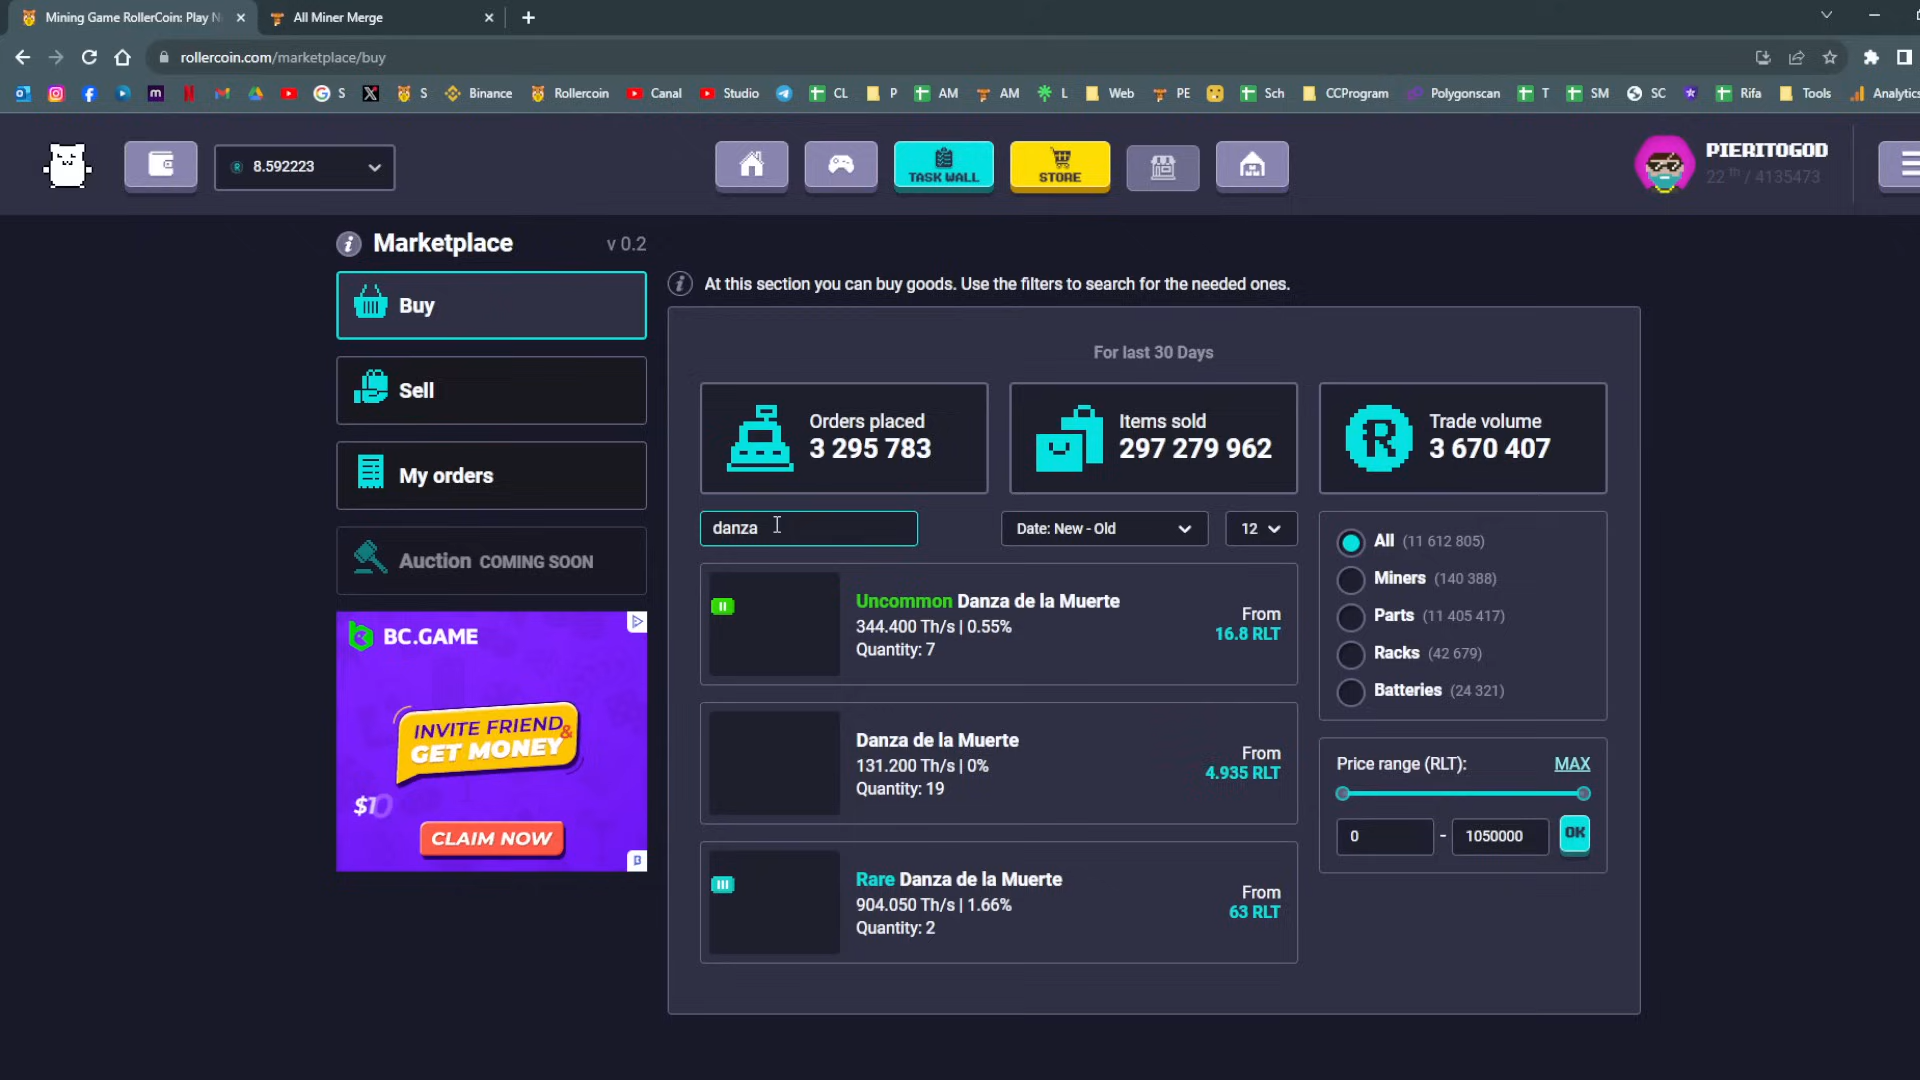 Mining Game RollerCoin: Play N
All Miner Merge
rollercoin.com/marketplace/buy
S
S
Binance
Rollercoin
Canal
Studio
CL
P
AM
AM
L
Web
PE
Sch
CCProgram
Polygonscan
T
SM
SC
Rifa
Tools
Analytics
8.592223
TASK WALL
STORE
PIERITOGOD
22 th / 4135473
Marketplace
v 0.2
Buy
Sell
My orders
Auction COMING SOON
BC.GAME
INVITE FRIEND &
GET MONEY
$10
CLAIM NOW
At this section you can buy goods. Use the filters to search for the needed ones.
For last 30 Days
Orders placed
3 295 783
Items sold
297 279 962
Trade volume
3 670 407
danza
Date: New - Old
12
Uncommon Danza de la Muerte
344.400 Th/s | 0.55%
Quantity: 7
From
16.8 RLT
Danza de la Muerte
131.200 Th/s | 0%
Quantity: 19
From
4.935 RLT
Rare Danza de la Muerte
904.050 Th/s | 1.66%
Quantity: 2
From
63 RLT
All (11 612 805)
Miners (140 388)
Parts (11 405 417)
Racks (42 679)
Batteries (24 321)
Price range (RLT):
MAX
0 - 1050000 OK